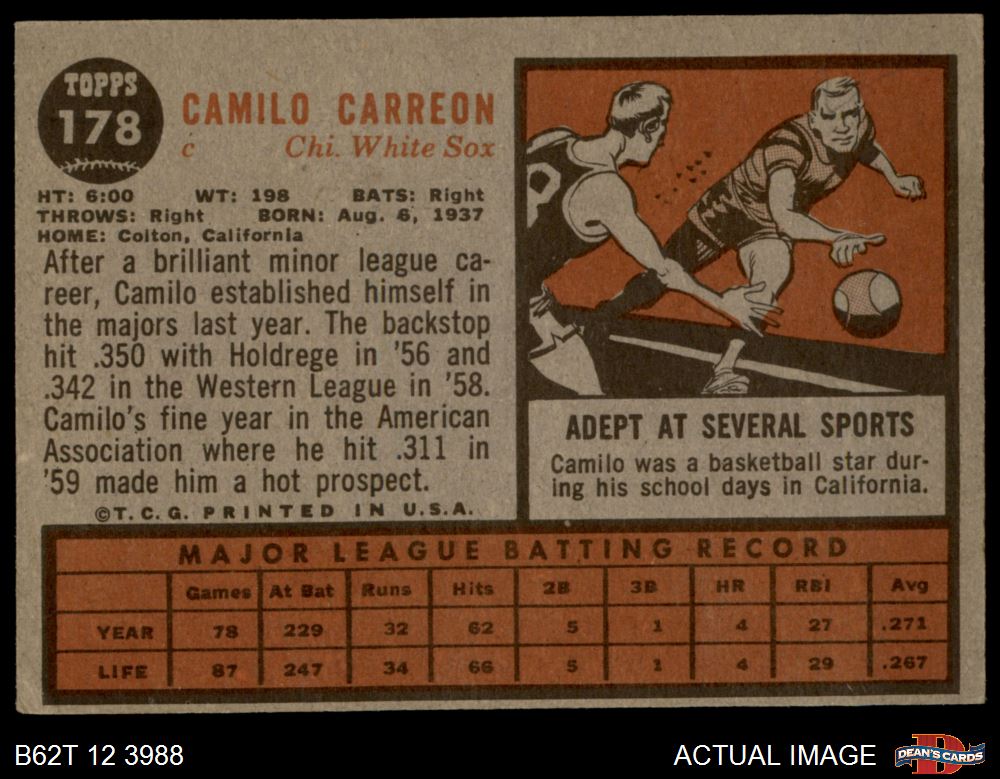 TOPPS
178
CAMILO CARREON
c Chi. White Sox
HT: 6:00 WT: 198 BATS: Right
THROWS: Right BORN: Aug. 6, 1937
HOME: Colton, California
After a brilliant minor league ca-
reer, Camilo established himself in
the majors last year. The backstop
hit .350 with Holdrege in '56 and
.342 in the Western League in '58.
Camilo's fine year in the American
Association where he hit .311 in
'59 made him a hot prospect.
©T.C.G. PRINTED IN U.S.A.
ADEPT AT SEVERAL SPORTS
Camilo was a basketball star dur-
ing his school days in California.
MAJOR LEAGUE BATTING RECORD
Games At Bat Runs Hits 2B 3B HR RBI Avg
YEAR 78 229 32 62 5 1 4 27 .271
LIFE 87 247 34 66 5 1 4 29 .267
B62T 12 3988
ACTUAL IMAGE
DEAN'S CARDS